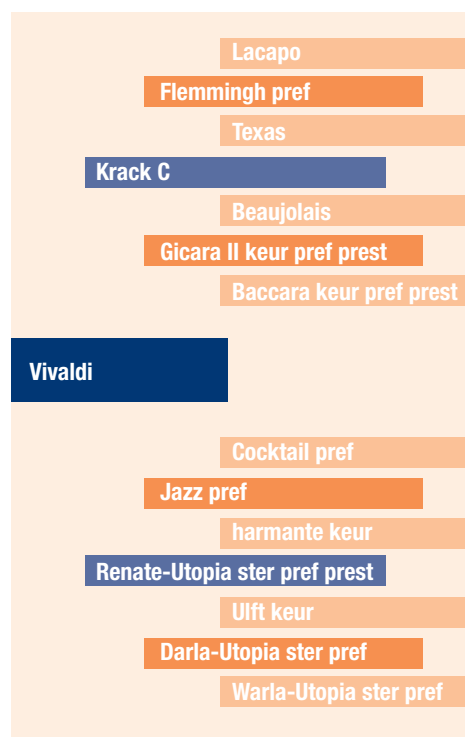 Lacapo
Flemmingh pref
Texas
Krack C
Beaujolais
Gicara II keur pref prest
Baccara keur pref prest
Vivaldi
Cocktail pref
Jazz pref
harmante keur
Renate-Utopia ster pref prest
Ulft keur
Darla-Utopia ster pref
Warla-Utopia ster pref